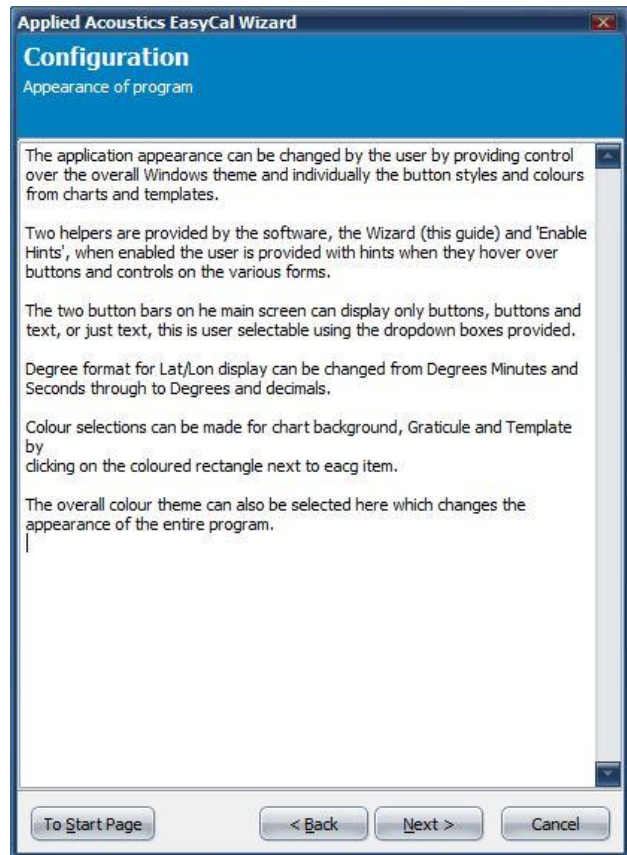 Applied Acoustics EasyCal Wizard
Configuration
Appearance of program
The application appearance can be changed by the user by providing control
over the overall Windows theme and individually the button styles and colours
from charts and templates.
Two helpers are provided by the software, the Wizard (this guide) and 'Enable
Hints', when enabled the user is provided with hints when they hover over
buttons and controls on the various forms.
The two button bars on he main screen can display only buttons, buttons and
text, or just text, this is user selectable using the dropdown boxes provided.
Degree format for Lat/Lon display can be changed from Degrees Minutes and
Seconds through to Degrees and decimals.
Colour selections can be made for chart background, Graticule and Template
by
clicking on the coloured rectangle next to eacg item.
The overall colour theme can also be selected here which changes the
appearance of the entire program.
To Start Page < Back Next > Cancel